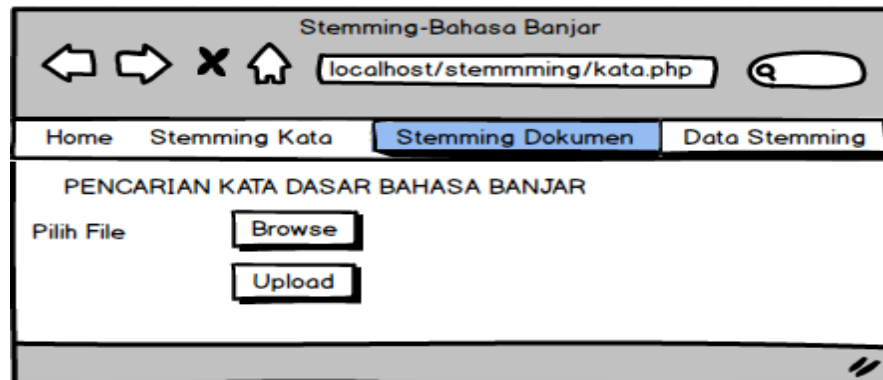 Stemming-Bahasa Banjar
localhost/stemmming/kata.php
Home Stemming Kata Stemming Dokumen Data Stemming
PENCARIAN KATA DASAR BAHASA BANJAR
Pilih File Browse
Upload